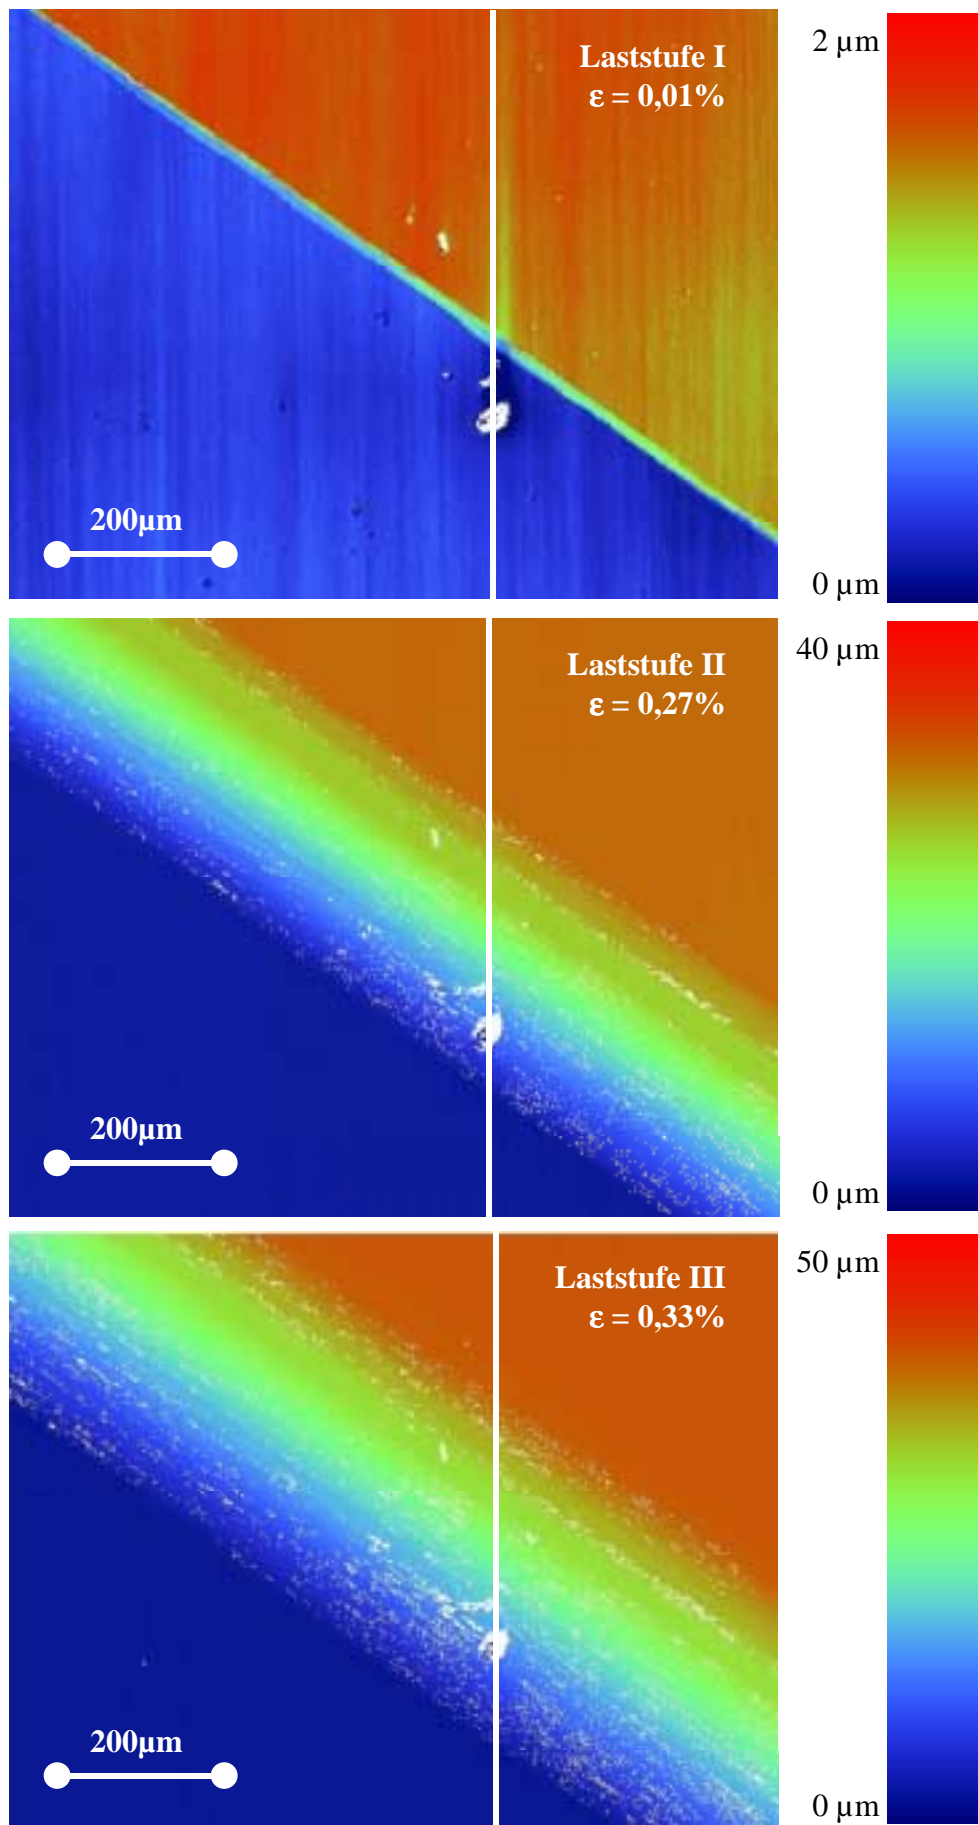 Laststufe I
ε = 0,01%
2 µm
200µm
0 µm
Laststufe II
ε = 0,27%
40 µm
200µm
0 µm
Laststufe III
ε = 0,33%
50 µm
200µm
0 µm